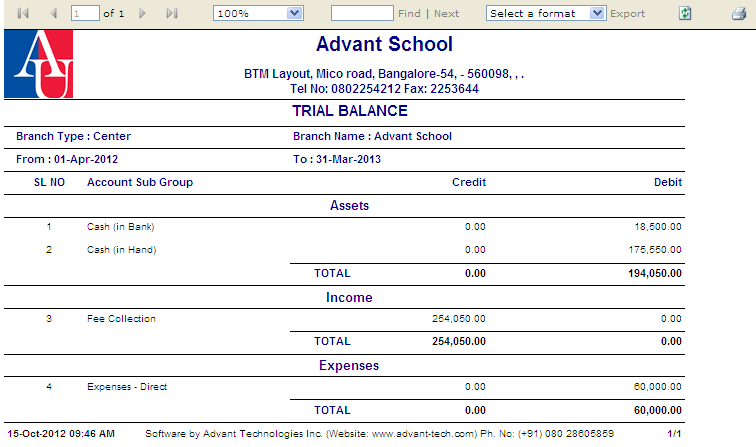 1 of 1 100% Find | Next Select a format Export
AU
Advant School
BTM Layout, Mico road, Bangalore-54, - 560098, , .
Tel No: 0802254212 Fax: 2253644
TRIAL BALANCE
Branch Type : Center Branch Name : Advant School
From : 01-Apr-2012 To : 31-Mar-2013
SL NO Account Sub Group Credit Debit
Assets
1 Cash (in Bank) 0.00 18,500.00
2 Cash (in Hand) 0.00 175,550.00
TOTAL 0.00 194,050.00
Income
3 Fee Collection 254,050.00 0.00
TOTAL 254,050.00 0.00
Expenses
4 Expenses - Direct 0.00 60,000.00
TOTAL 0.00 60,000.00
15-Oct-2012 09:46 AM Software by Advant Technologies Inc. (Website: www.advant-tech.com) Ph. No: (+91) 080 28605859 1/1